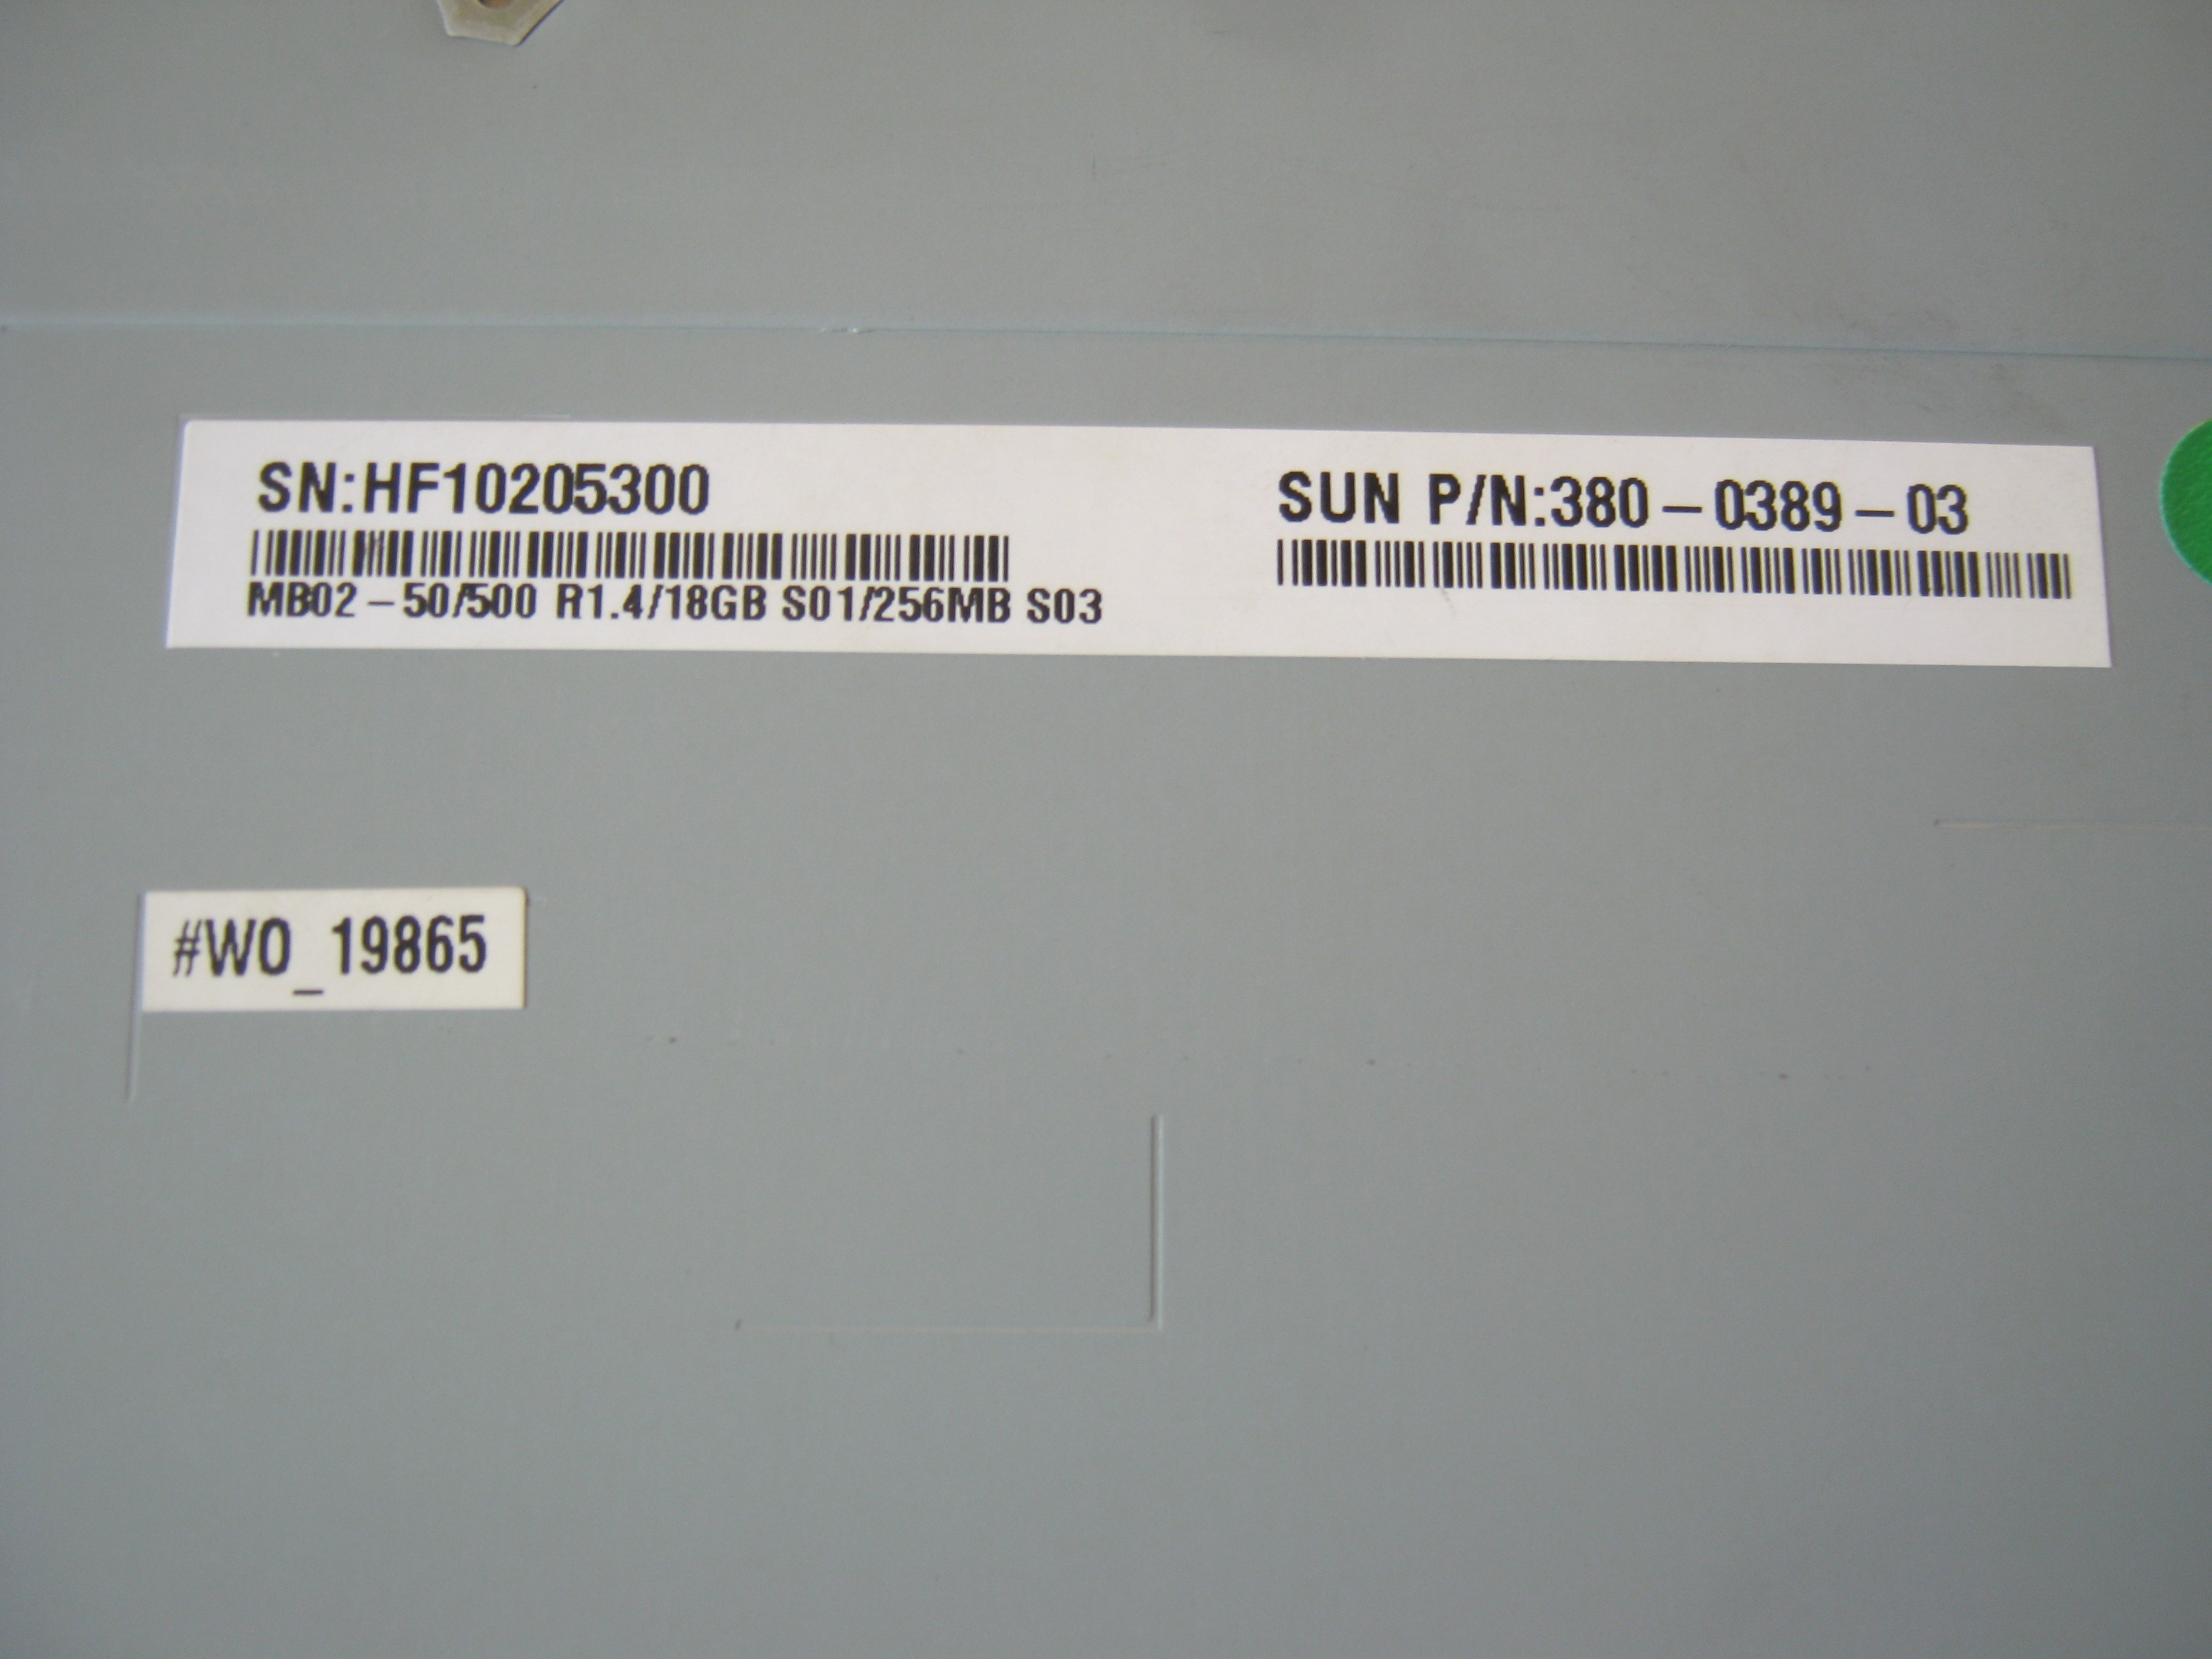 SN:HF10205300
SUN P/N:380-0389-03
MB02-50/500 R1.4/18GB S01/256MB S03
#WO_19865